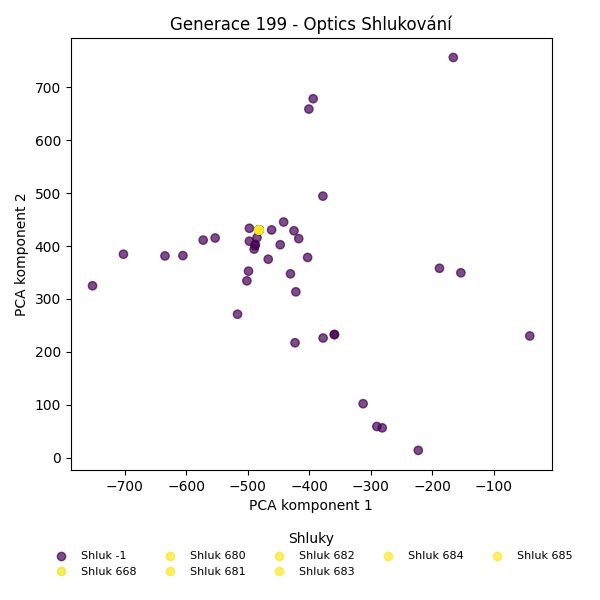 Generace 199 - Optics Shlukování
PCA komponent 2
700
600
500
400
300
200
100
0
−700 −600 −500 −400 −300 −200 −100
PCA komponent 1
Shluky
Shluk -1 Shluk 680 Shluk 682 Shluk 684 Shluk 685
Shluk 668 Shluk 681 Shluk 683